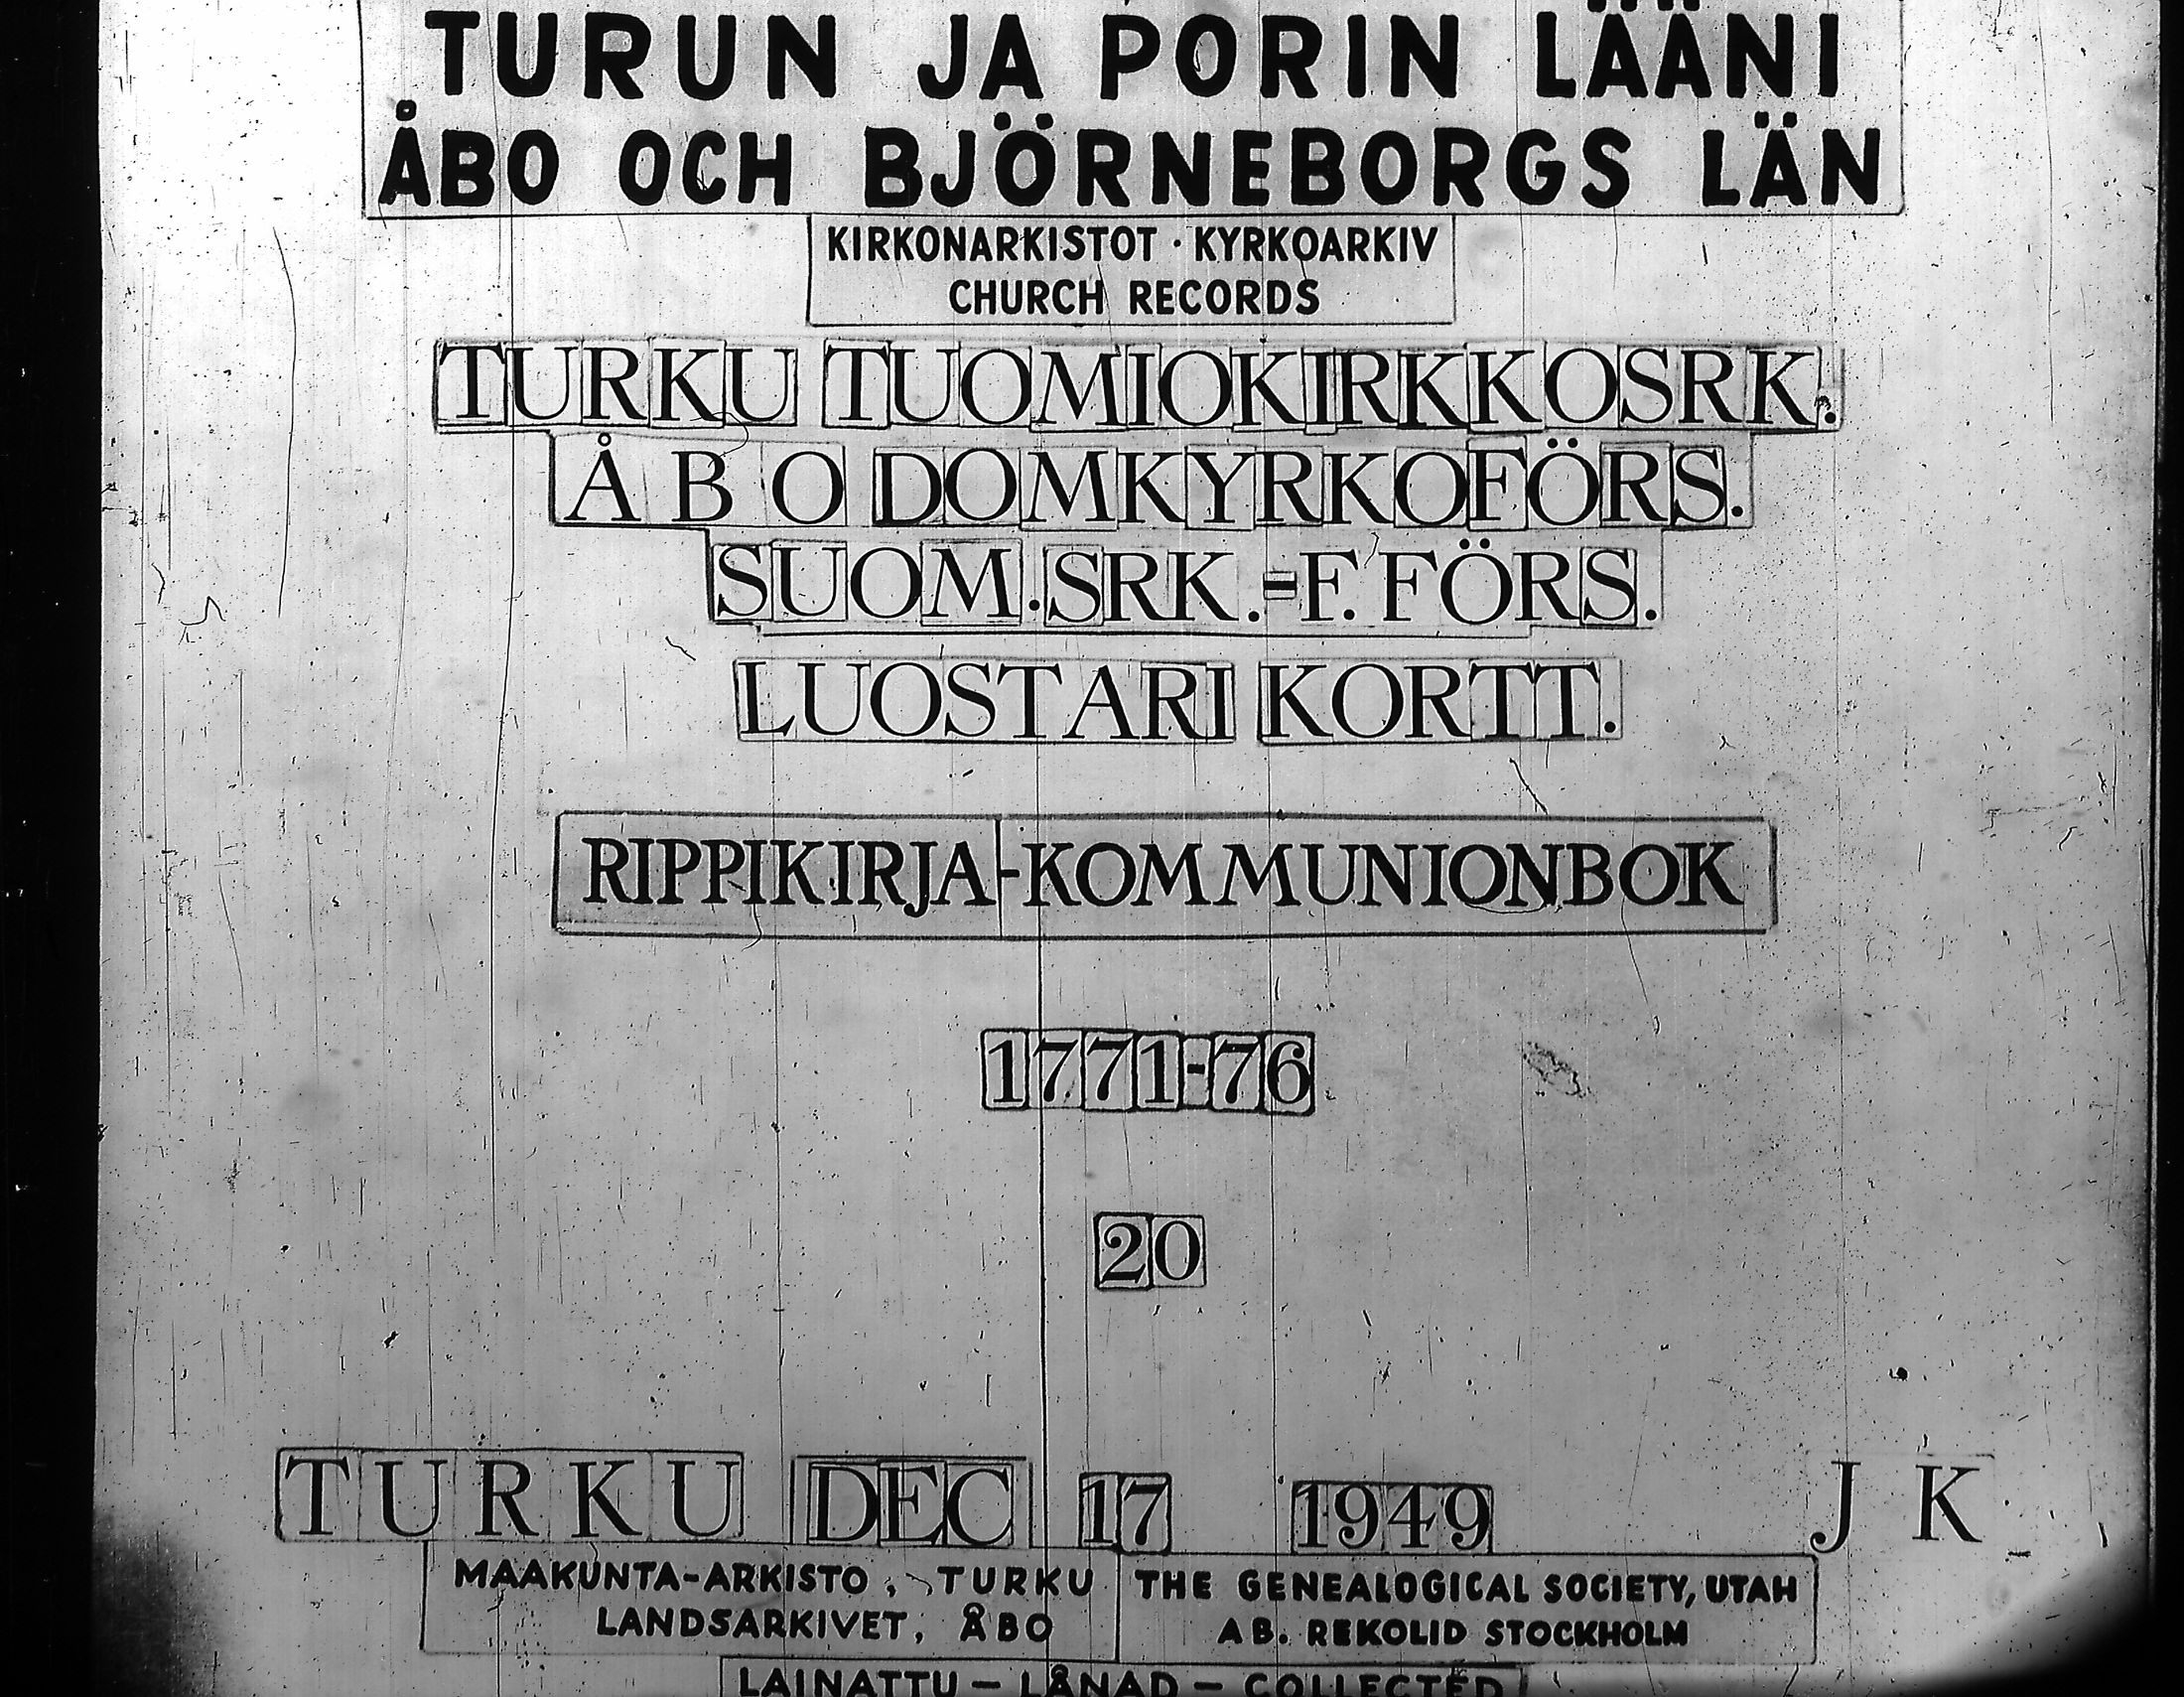 TURUN JA PORIN LÄÄNI
ÅBO OCH BJÖRNEBORGS LÄN
KIRKONARKISTOT · KYRKOARKIV
CHURCH RECORDS
TURKU TUOMIOKIRKKOSRK.
ÅBO DOMKYRKOFÖRS.
SUOM.SRK.=F.FÖRS.
LUOSTARI KORTT.
RIPPIKIRJA-KOMMUNIONBOK
1771-76
20
TURKU DEC 17 1949 J K
MAAKUNTA-ARKISTO, TURKU
LANDSARKIVET, ÅBO
THE GENEALOGICAL SOCIETY, UTAH
AB. REKOLID STOCKHOLM
LAINATTU — LÅNAD — COLLECTED